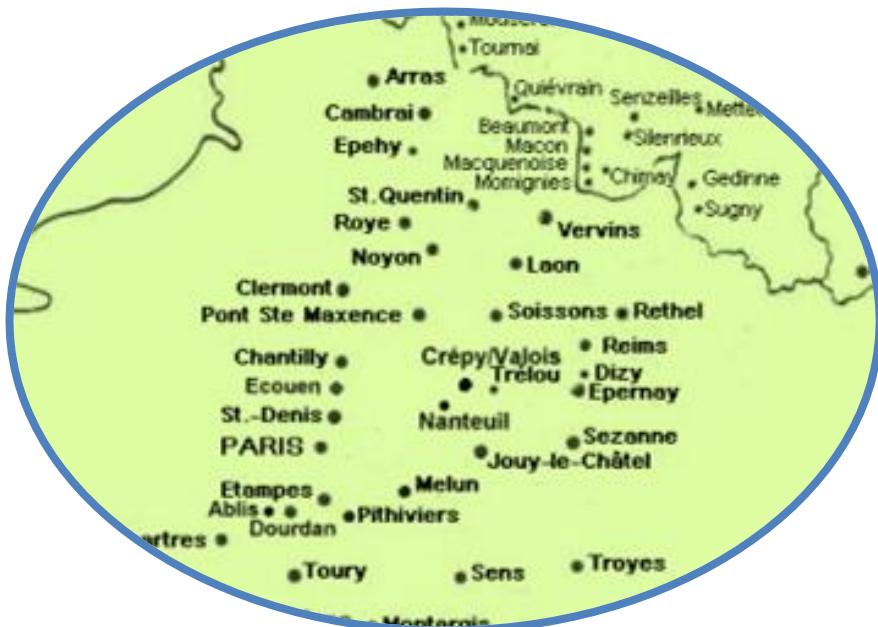 Tournai
Arras
Quiévrain
Senzeilles
Cambrai
Beaumont
Silenrieux
Epehy
Macon
Macquenoise
Momignies
Chimay
Gedinne
St.Quentin
Sugny
Roye
Vervins
Noyon
Laon
Clermont
Pont Ste Maxence
Soissons
Rethel
Reims
Chantilly
Crépy/Valois
Trélou
Dizy
Ecouen
Epernay
St.-Denis
Nanteuil
PARIS
Sezanne
Jouy-le-Châtel
Etampes
Melun
Ablis
Pithiviers
Dourdan
artres
Toury
Sens
Troyes
Montargis